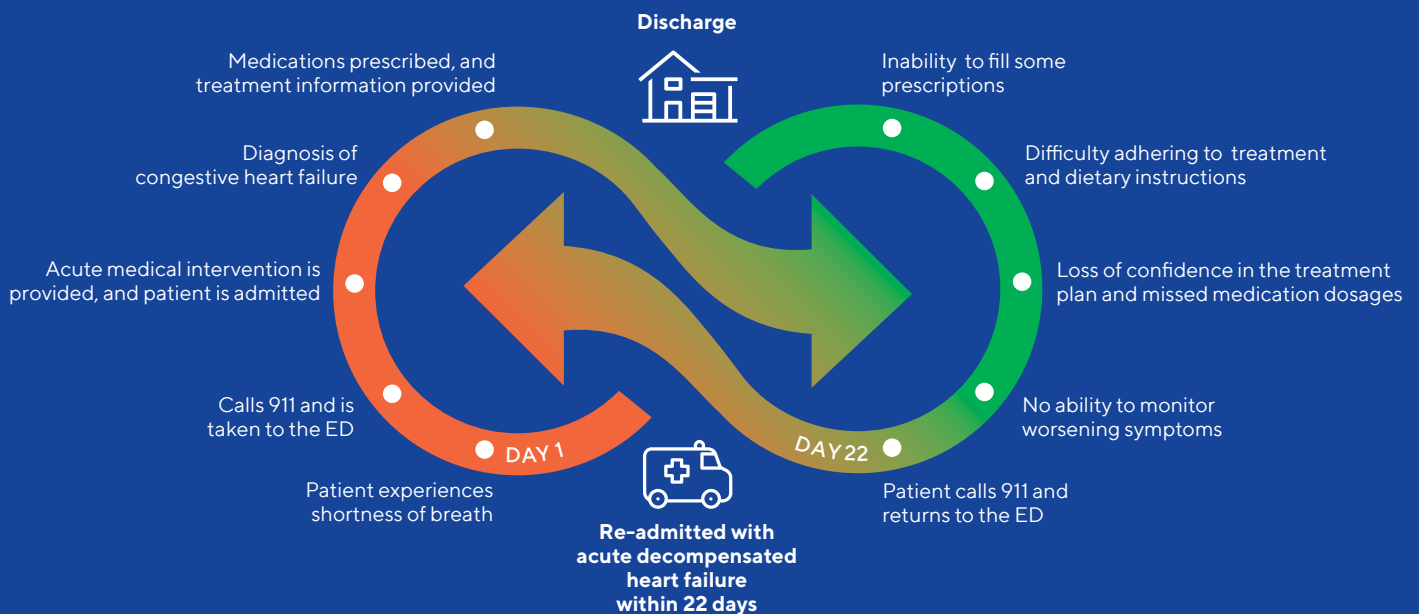 Discharge
Medications prescribed, and
treatment information provided
Diagnosis of
congestive heart failure
Acute medical intervention is
provided, and patient is admitted
Calls 911 and is
taken to the ED
Patient experiences
shortness of breath
DAY 1
Inability to fill some
prescriptions
Difficulty adhering to treatment
and dietary instructions
Loss of confidence in the treatment
plan and missed medication dosages
No ability to monitor
worsening symptoms
DAY 22
Patient calls 911 and
returns to the ED
Re-admitted with
acute decompensated
heart failure
within 22 days